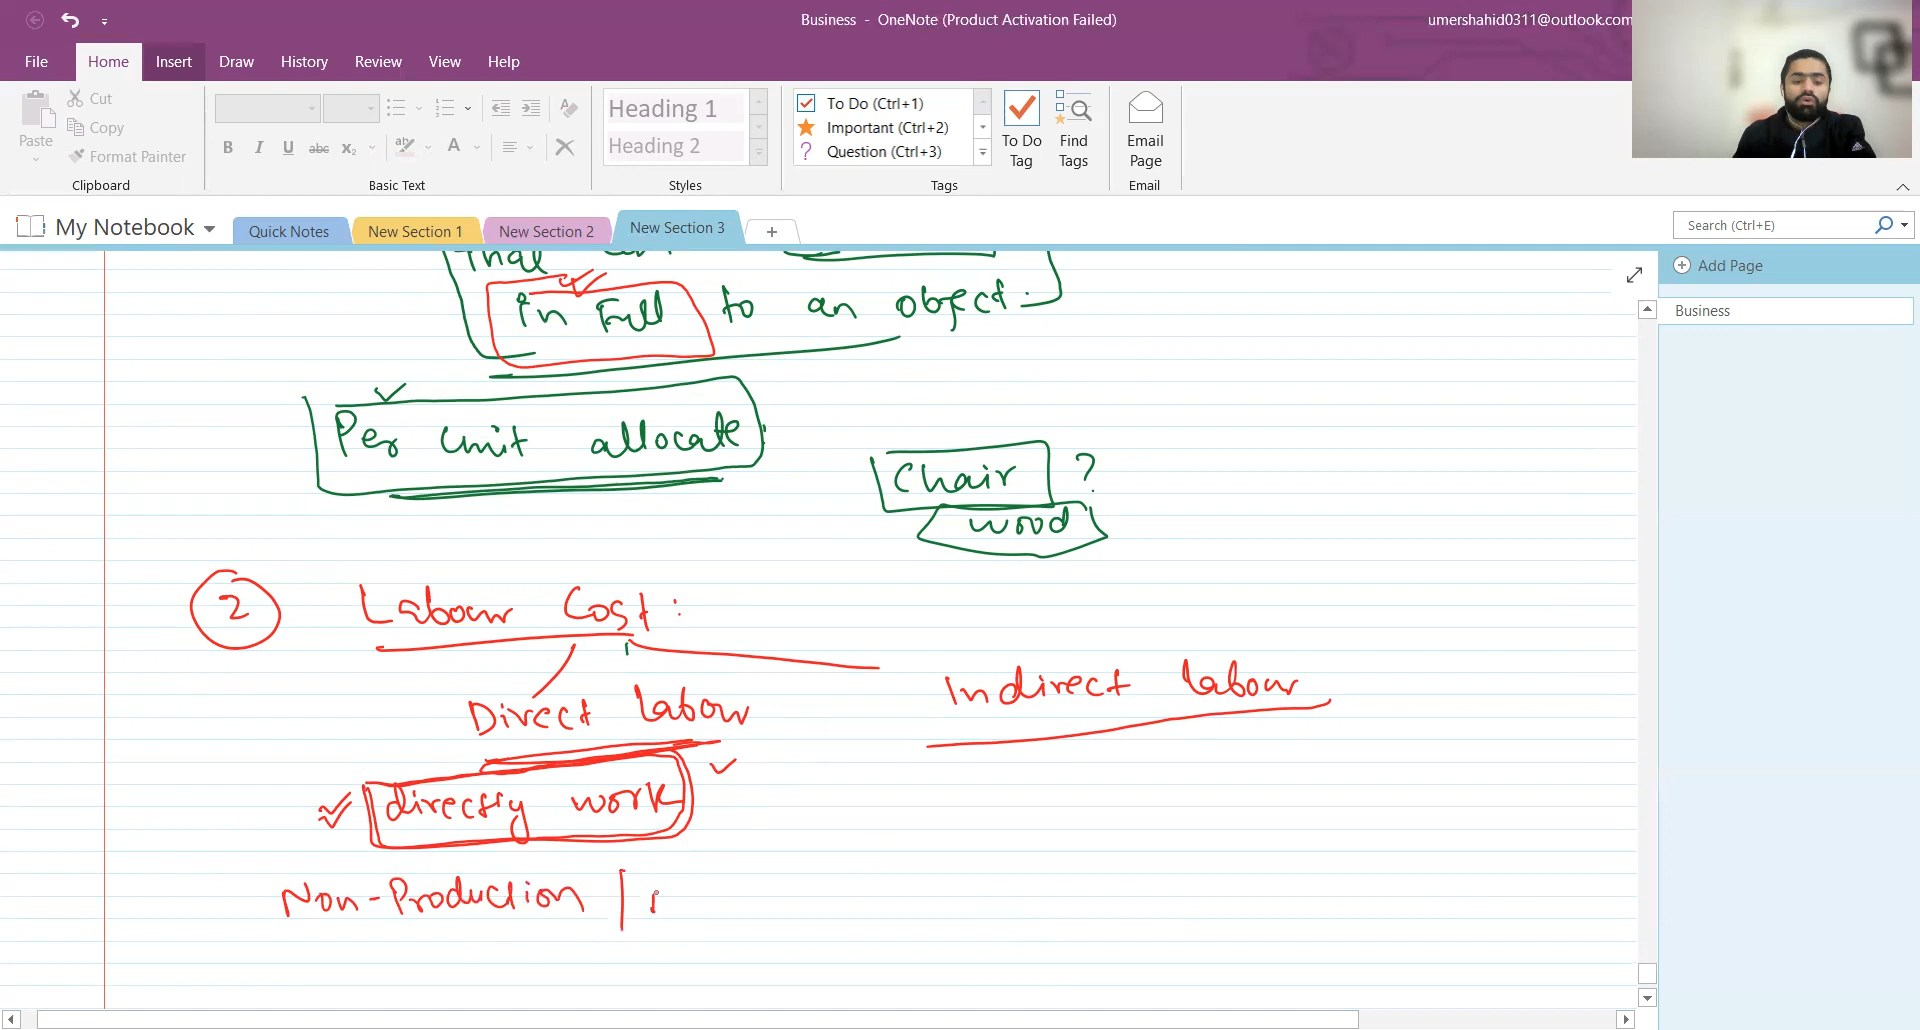 Business - OneNote (Product Activation Failed)
umershahid0311@outlook.com
File Home Insert Draw History Review View Help
Paste
Cut
Copy
Format Painter
Clipboard
B I U abc X₂ A
Basic Text
Heading 1
Heading 2
Styles
To Do (Ctrl+1)
Important (Ctrl+2)
Question (Ctrl+3)
Tags
To Do Tag
Find Tags
Email Page
Email
My Notebook Quick Notes New Section 1 New Section 2 New Section 3
Search (Ctrl+E)
Add Page
Business
that
in Full to an object.
Per unit allocate
Chair ?
wood
2 Labour Cost:
Direct labour Indirect labour
directly work
Non-Production |